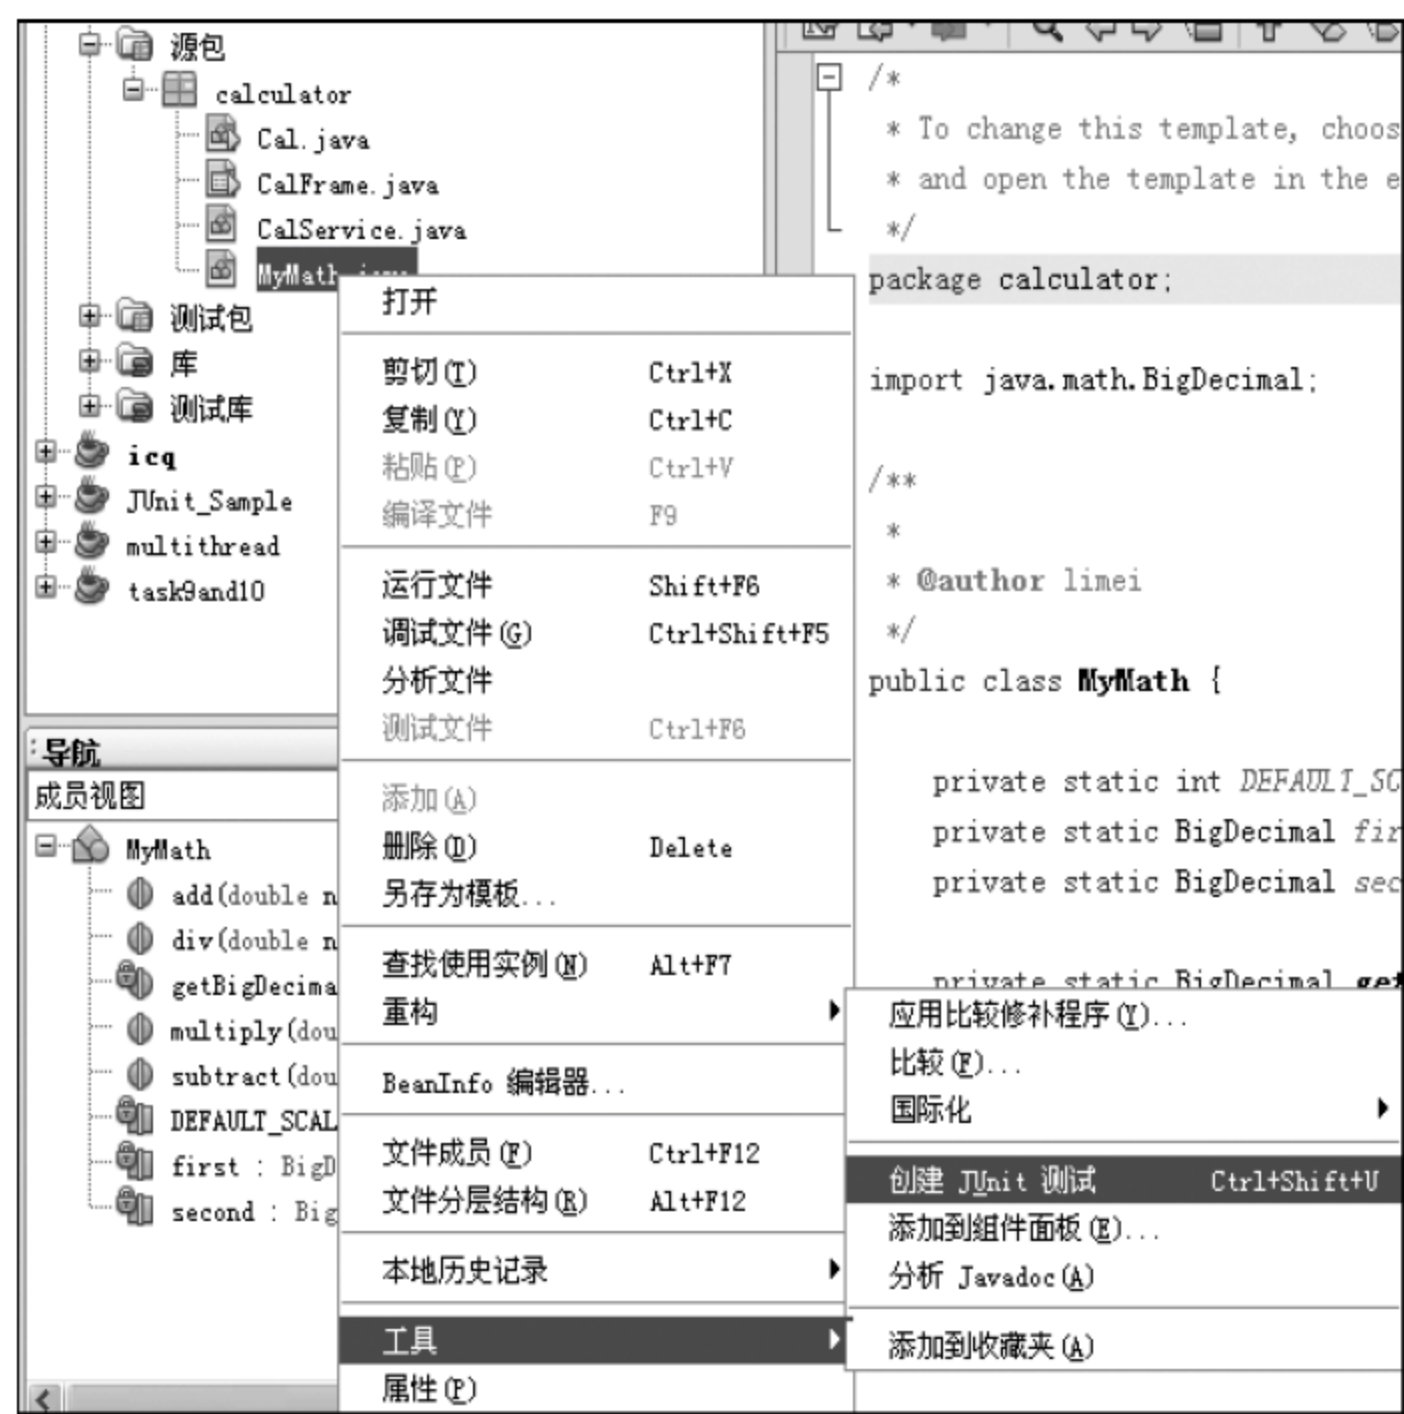 源包
calculator
Cal.java
CalFrame.java
CalService.java
测试包
库
测试库
icq
JUnit_Sample
multithread
task9and10
导航
成员视图
MyMath
add(double n
div(double n
getBigDecima
multiply(dou
subtract(dou
DEFAULT_SCAL
first : BigD
second : Big
打开
剪切(T) Ctrl+X
复制(Y) Ctrl+C
粘贴(P) Ctrl+V
编译文件 F9
运行文件 Shift+F6
调试文件(G) Ctrl+Shift+F5
分析文件
测试文件 Ctrl+F6
添加(A)
删除(D) Delete
另存为模板...
查找使用实例(N) Alt+F7
重构
BeanInfo 编辑器...
文件成员(F) Ctrl+F12
文件分层结构(R) Alt+F12
本地历史记录
工具
属性(P)
应用比较修补程序(Y)...
比较(F)...
国际化
创建 JUnit 测试 Ctrl+Shift+U
添加到组件面板(E)...
分析 Javadoc(A)
添加到收藏夹(A)
/*
* To change this template, choos
* and open the template in the e
*/
package calculator;
import java.math.BigDecimal;
/**
*
* @author limei
*/
public class MyMath {
private static int DEFAULT_SC
private static BigDecimal fir
private static BigDecimal sec
private static BigDecimal get